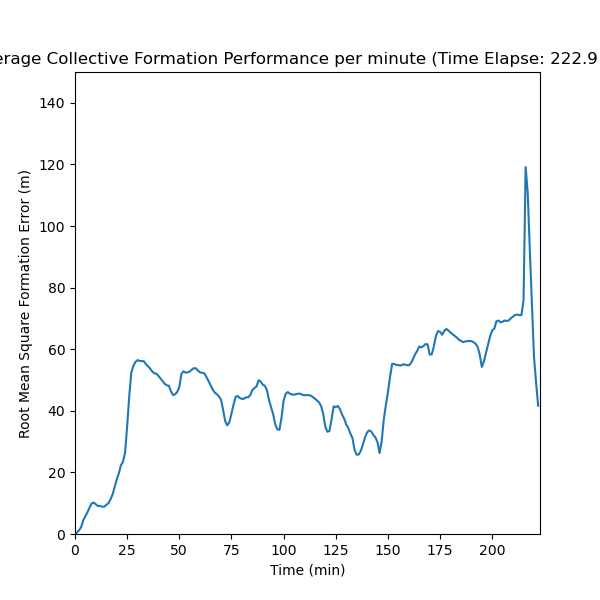 erage Collective Formation Performance per minute (Time Elapse: 222.9
140
120
100
80
60
40
20
0
Root Mean Square Formation Error (m)
0 25 50 75 100 125 150 175 200
Time (min)